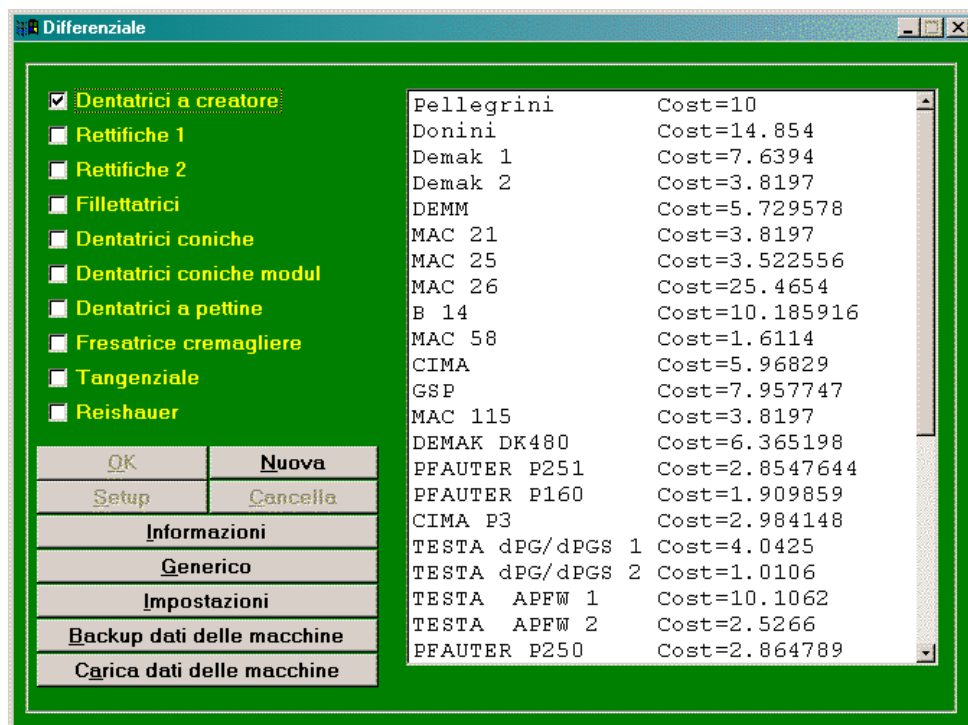 Differenziale
Dentatrici a creatore
Rettifiche 1
Rettifiche 2
Fillettatrici
Dentatrici coniche
Dentatrici coniche modul
Dentatrici a pettine
Fresatrice cremagliere
Tangenziale
Reishauer
OK Nuova
Setup Cancella
Informazioni
Generico
Impostazioni
Backup dati delle macchine
Carica dati delle macchine
Pellegrini Cost=10
Donini Cost=14.854
Demak 1 Cost=7.6394
Demak 2 Cost=3.8197
DEMM Cost=5.729578
MAC 21 Cost=3.8197
MAC 25 Cost=3.522556
MAC 26 Cost=25.4654
B 14 Cost=10.185916
MAC 58 Cost=1.6114
CIMA Cost=5.96829
GSP Cost=7.957747
MAC 115 Cost=3.8197
DEMAK DK480 Cost=6.365198
PFAUTER P251 Cost=2.8547644
PFAUTER P160 Cost=1.909859
CIMA P3 Cost=2.984148
TESTA dPG/dPGS 1 Cost=4.0425
TESTA dPG/dPGS 2 Cost=1.0106
TESTA APFW 1 Cost=10.1062
TESTA APFW 2 Cost=2.5266
PFAUTER P250 Cost=2.864789